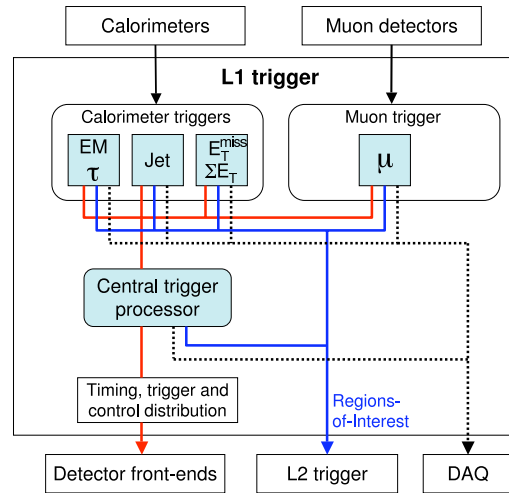 Calorimeters
Muon detectors
L1 trigger
Calorimeter triggers
Muon trigger
EM
τ
Jet
E_T^miss
ΣE_T
μ
Central trigger
processor
Timing, trigger and
control distribution
Regions-
of-Interest
Detector front-ends
L2 trigger
DAQ